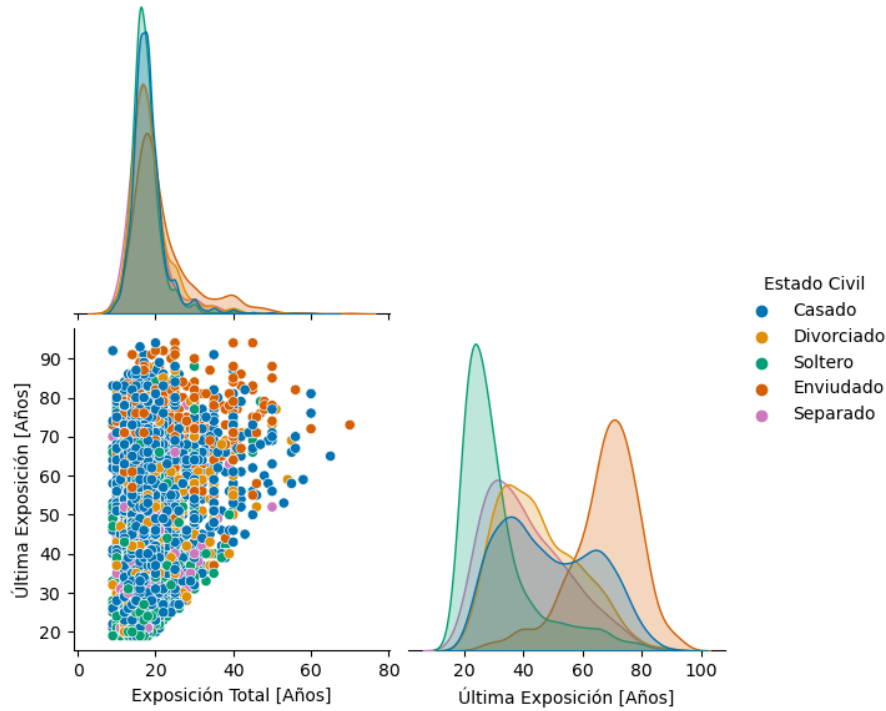 Estado Civil
Casado
Divorciado
Soltero
Enviudado
Separado
Última Exposición [Años]
90
80
70
60
50
40
30
20
0 20 40 60 80
Exposición Total [Años]
20 40 60 80 100
Última Exposición [Años]